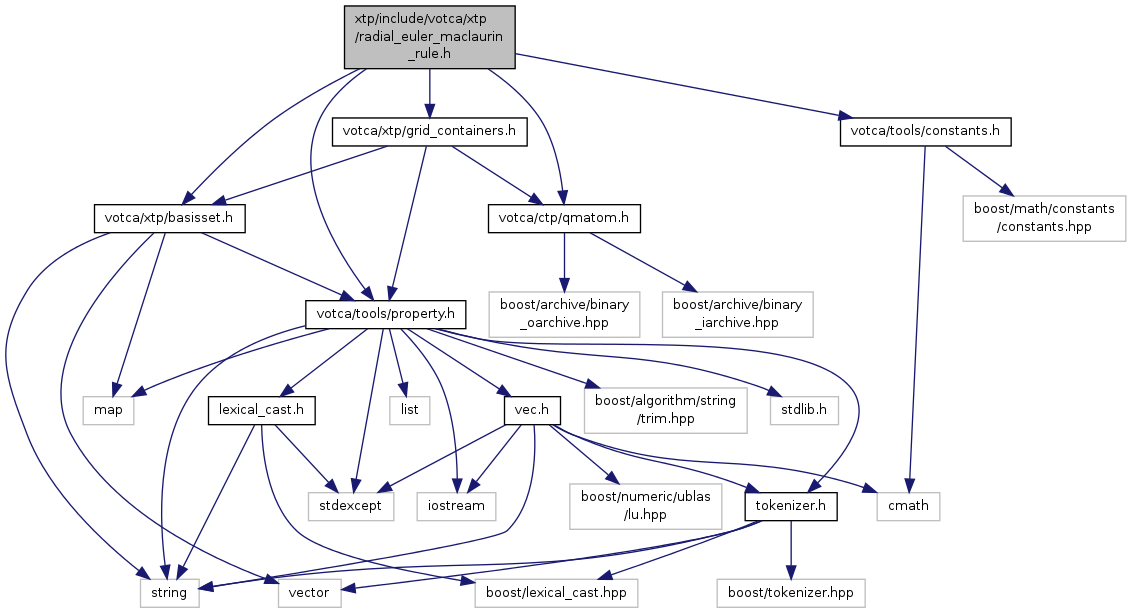 xtp/include/votca/xtp
/radial_euler_maclaurin
_rule.h
votca/xtp/grid_containers.h
votca/tools/constants.h
votca/xtp/basisset.h
votca/ctp/qmatom.h
boost/math/constants
/constants.hpp
votca/tools/property.h
boost/archive/binary
_oarchive.hpp
boost/archive/binary
_iarchive.hpp
map
lexical_cast.h
list
vec.h
boost/algorithm/string
/trim.hpp
stdlib.h
stdexcept
iostream
boost/numeric/ublas
/lu.hpp
tokenizer.h
cmath
string
vector
boost/lexical_cast.hpp
boost/tokenizer.hpp